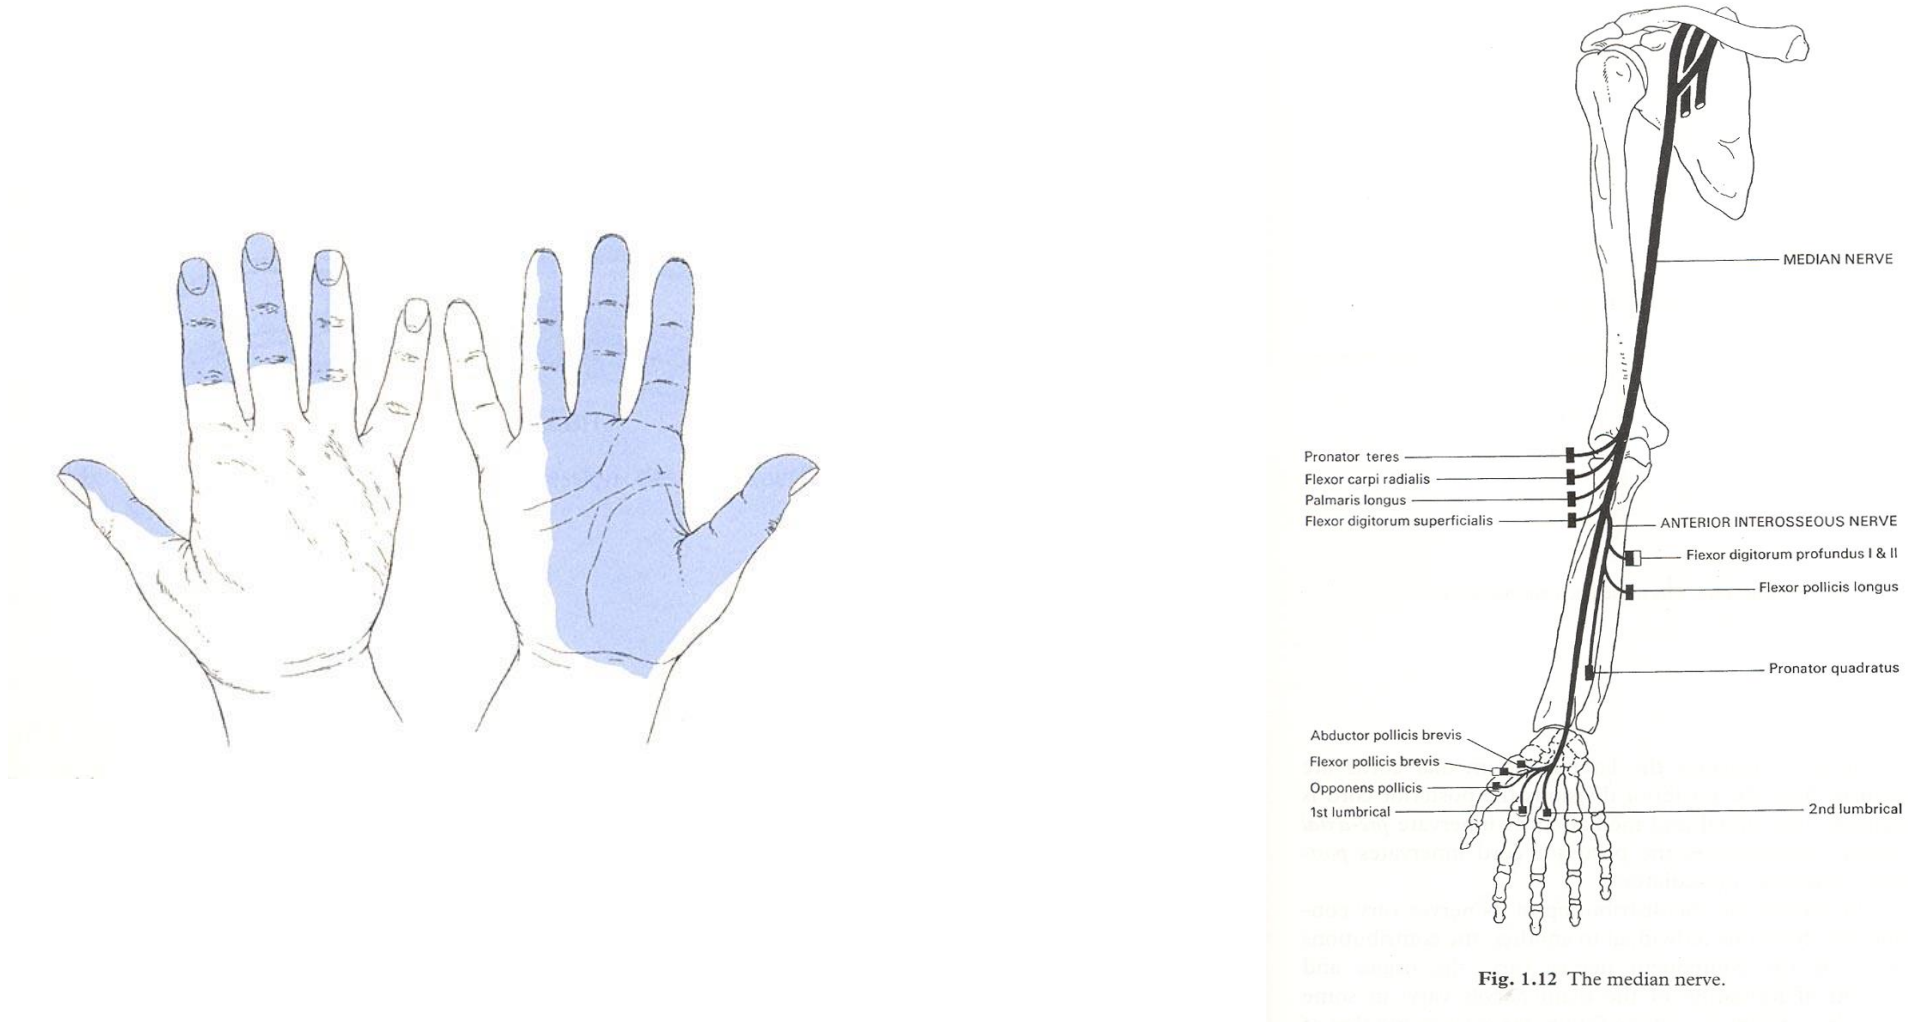 MEDIAN NERVE
Pronator teres
Flexor carpi radialis
Palmaris longus
Flexor digitorum superficialis
ANTERIOR INTEROSSEOUS NERVE
Flexor digitorum profundus I & II
Flexor pollicis longus
Pronator quadratus
Abductor pollicis brevis
Flexor pollicis brevis
Opponens pollicis
1st lumbrical
2nd lumbrical
Fig. 1.12 The median nerve.